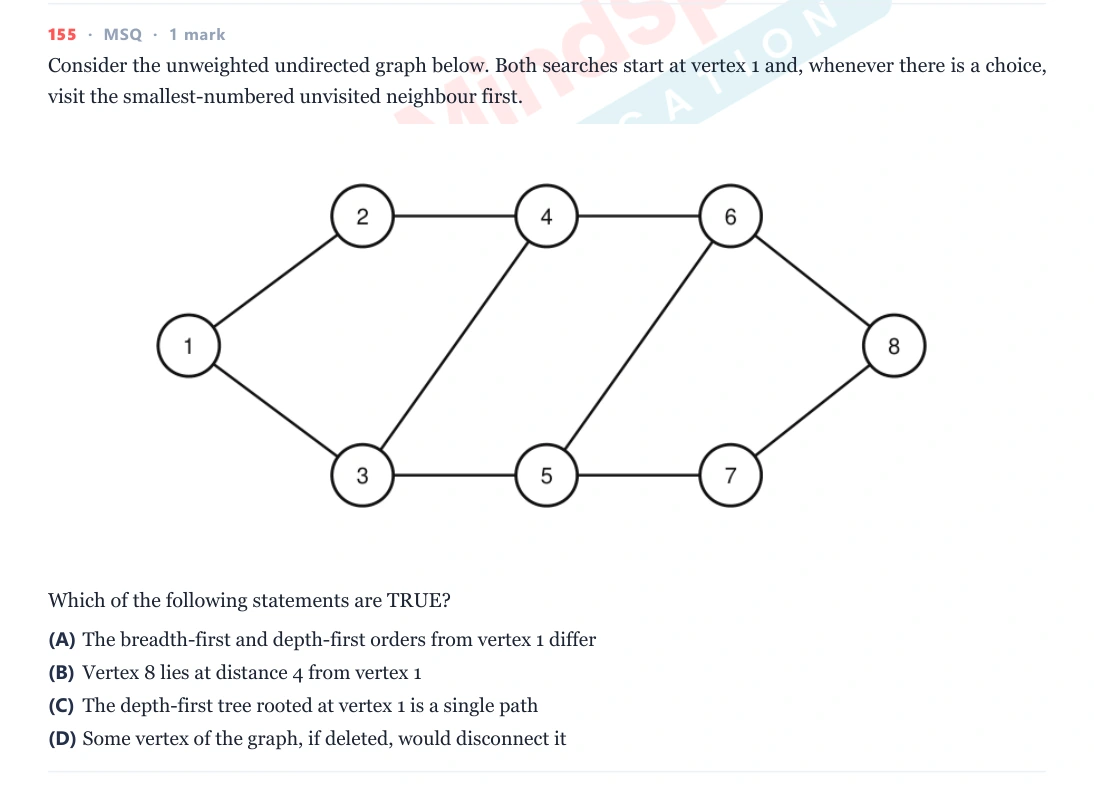 155 · MSQ · 1 mark
Consider the unweighted undirected graph below. Both searches start at vertex 1 and, whenever there is a choice,
visit the smallest-numbered unvisited neighbour first.
2
4
6
1
8
3
5
7
Which of the following statements are TRUE?
(A) The breadth-first and depth-first orders from vertex 1 differ
(B) Vertex 8 lies at distance 4 from vertex 1
(C) The depth-first tree rooted at vertex 1 is a single path
(D) Some vertex of the graph, if deleted, would disconnect it